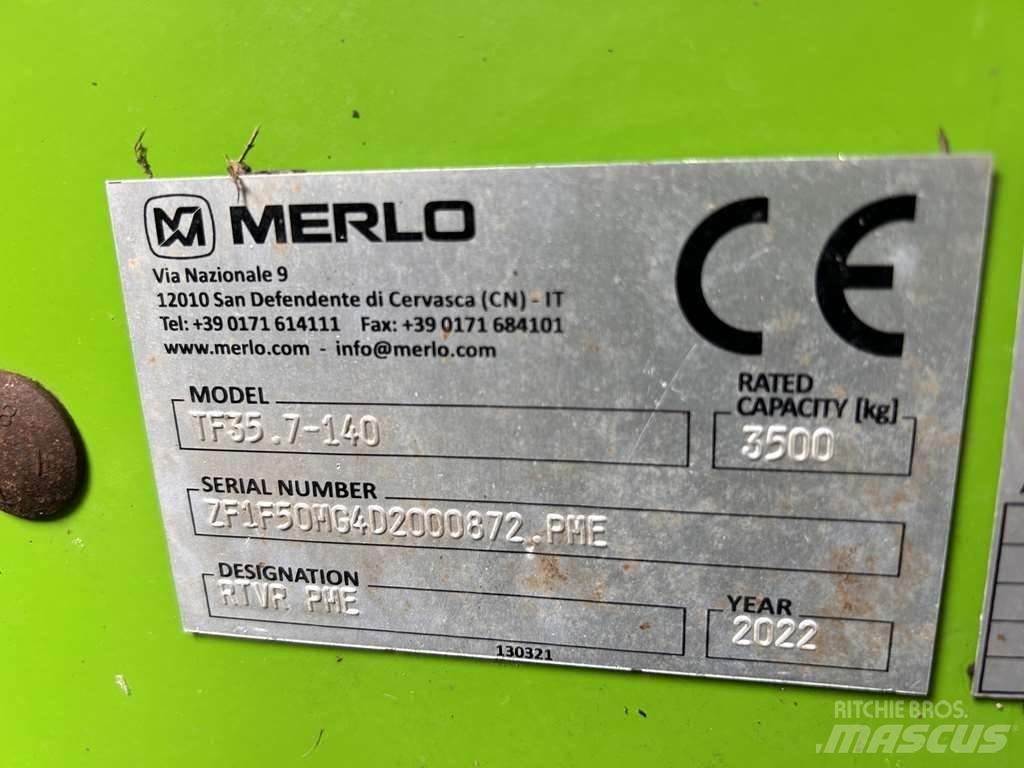 MERLO
Via Nazionale 9
12010 San Defendente di Cervasca (CN) - IT
Tel: +39 0171 614111 Fax: +39 0171 684101
www.merlo.com - info@merlo.com
CE
MODEL
TF35.7-140
RATED
CAPACITY [kg]
3500
SERIAL NUMBER
ZF1F50MG4D2000872.PME
DESIGNATION
RTVR PME
YEAR
2022
130321
RITCHIE BROS.
MASCUS